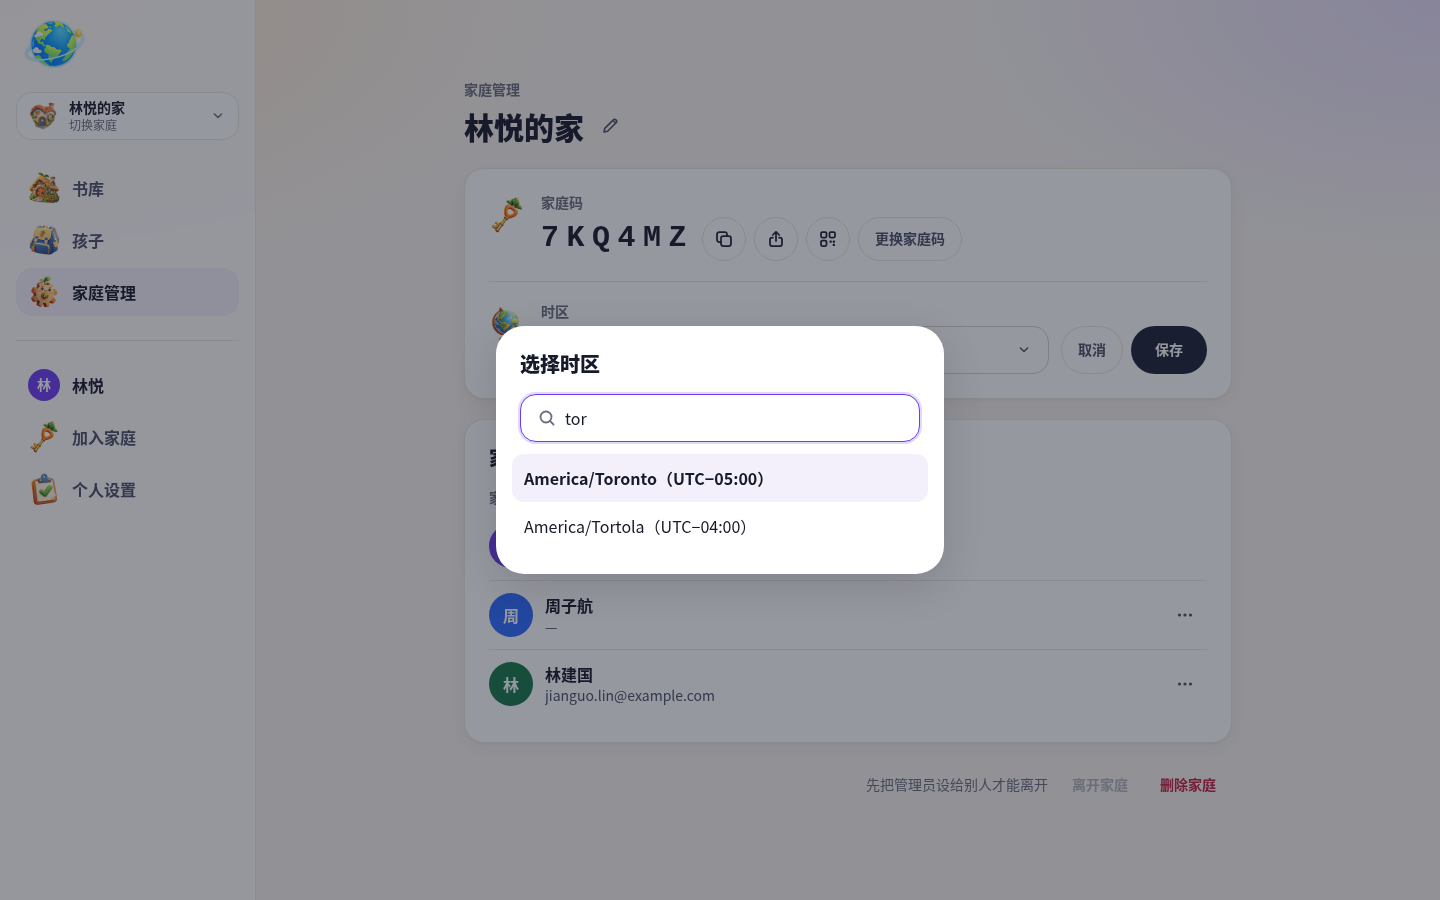 林悦的家
切换家庭
书库
孩子
家庭管理
林
林悦
加入家庭
个人设置
家庭管理
林悦的家
家庭码
7KQ4MZ
更换家庭码
时区
取消
保存
选择时区
tor
America/Toronto（UTC−05:00）
America/Tortola（UTC−04:00）
周
周子航
—
林
林建国
jianguo.lin@example.com
先把管理员设给别人才能离开
离开家庭
删除家庭